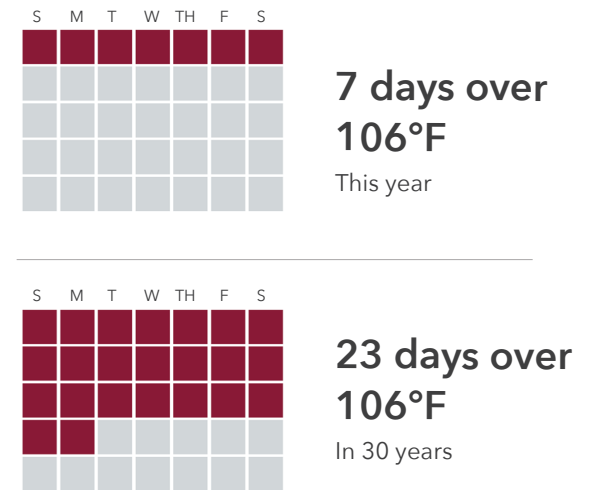 S M T W TH F S
7 days over
106°F
This year
S M T W TH F S
23 days over
106°F
In 30 years